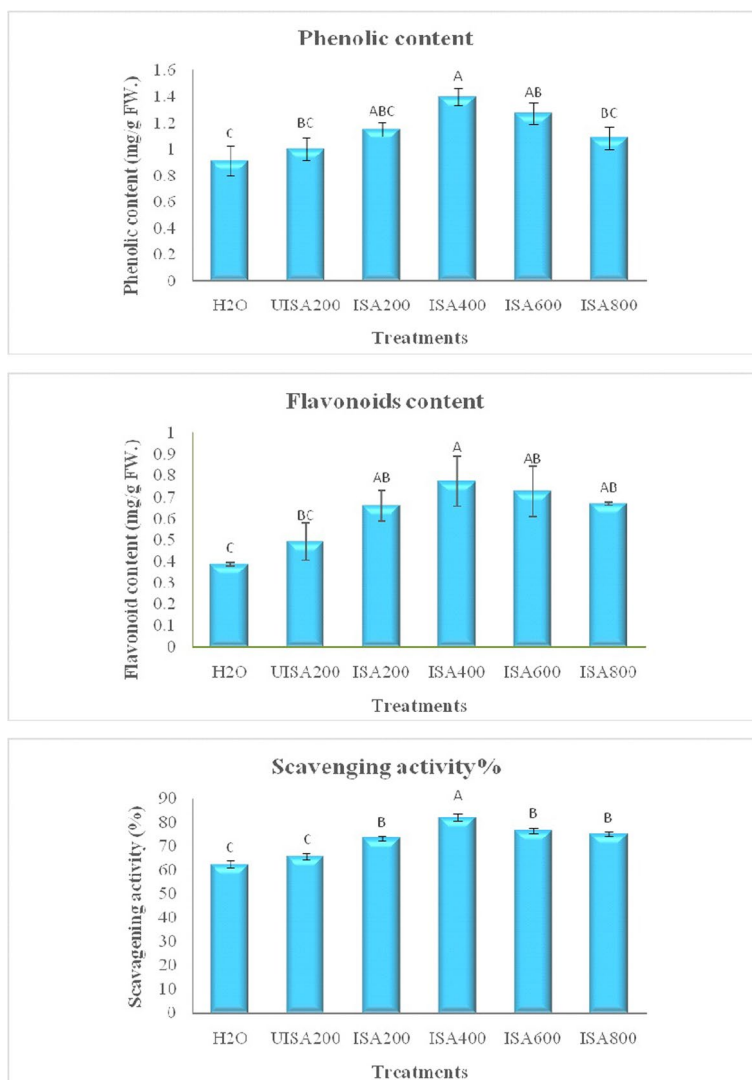 Phenolic content
Phenolic content (mg/g FW.)
1.6
1.4
1.2
1
0.8
0.6
0.4
0.2
0
C
BC
ABC
A
AB
BC
H2O UISA200 ISA200 ISA400 ISA600 ISA800
Treatments
Flavonoids content
Flavonoid content (mg/g FW.)
1
0.9
0.8
0.7
0.6
0.5
0.4
0.3
0.2
0.1
0
C
BC
AB
A
AB
AB
H2O UISA200 ISA200 ISA400 ISA600 ISA800
Treatments
Scavenging activity%
Scavagening activity (%)
90
80
70
60
50
40
30
20
10
0
C
C
B
A
B
B
H2O UISA200 ISA200 ISA400 ISA600 ISA800
Treatments